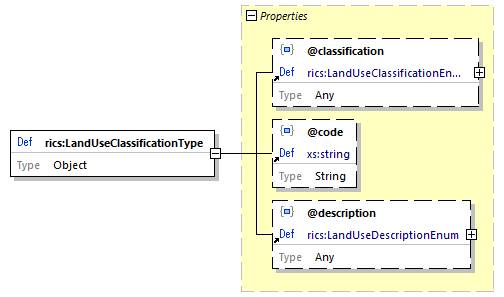 Properties
@classification
Def rics:LandUseClassificationEn...
Type Any
Def rics:LandUseClassificationType
Type Object
@code
Def xs:string
Type String
@description
Def rics:LandUseDescriptionEnum
Type Any